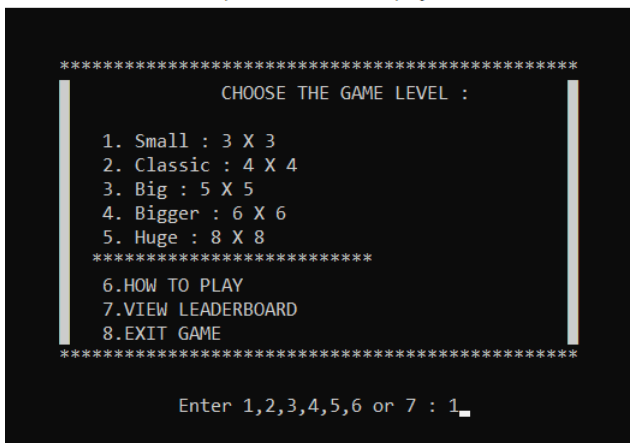 ************************************************
CHOOSE THE GAME LEVEL :
1. Small : 3 X 3
2. Classic : 4 X 4
3. Big : 5 X 5
4. Bigger : 6 X 6
5. Huge : 8 X 8
**************************
6.HOW TO PLAY
7.VIEW LEADERBOARD
8.EXIT GAME
************************************************
Enter 1,2,3,4,5,6 or 7 : 1